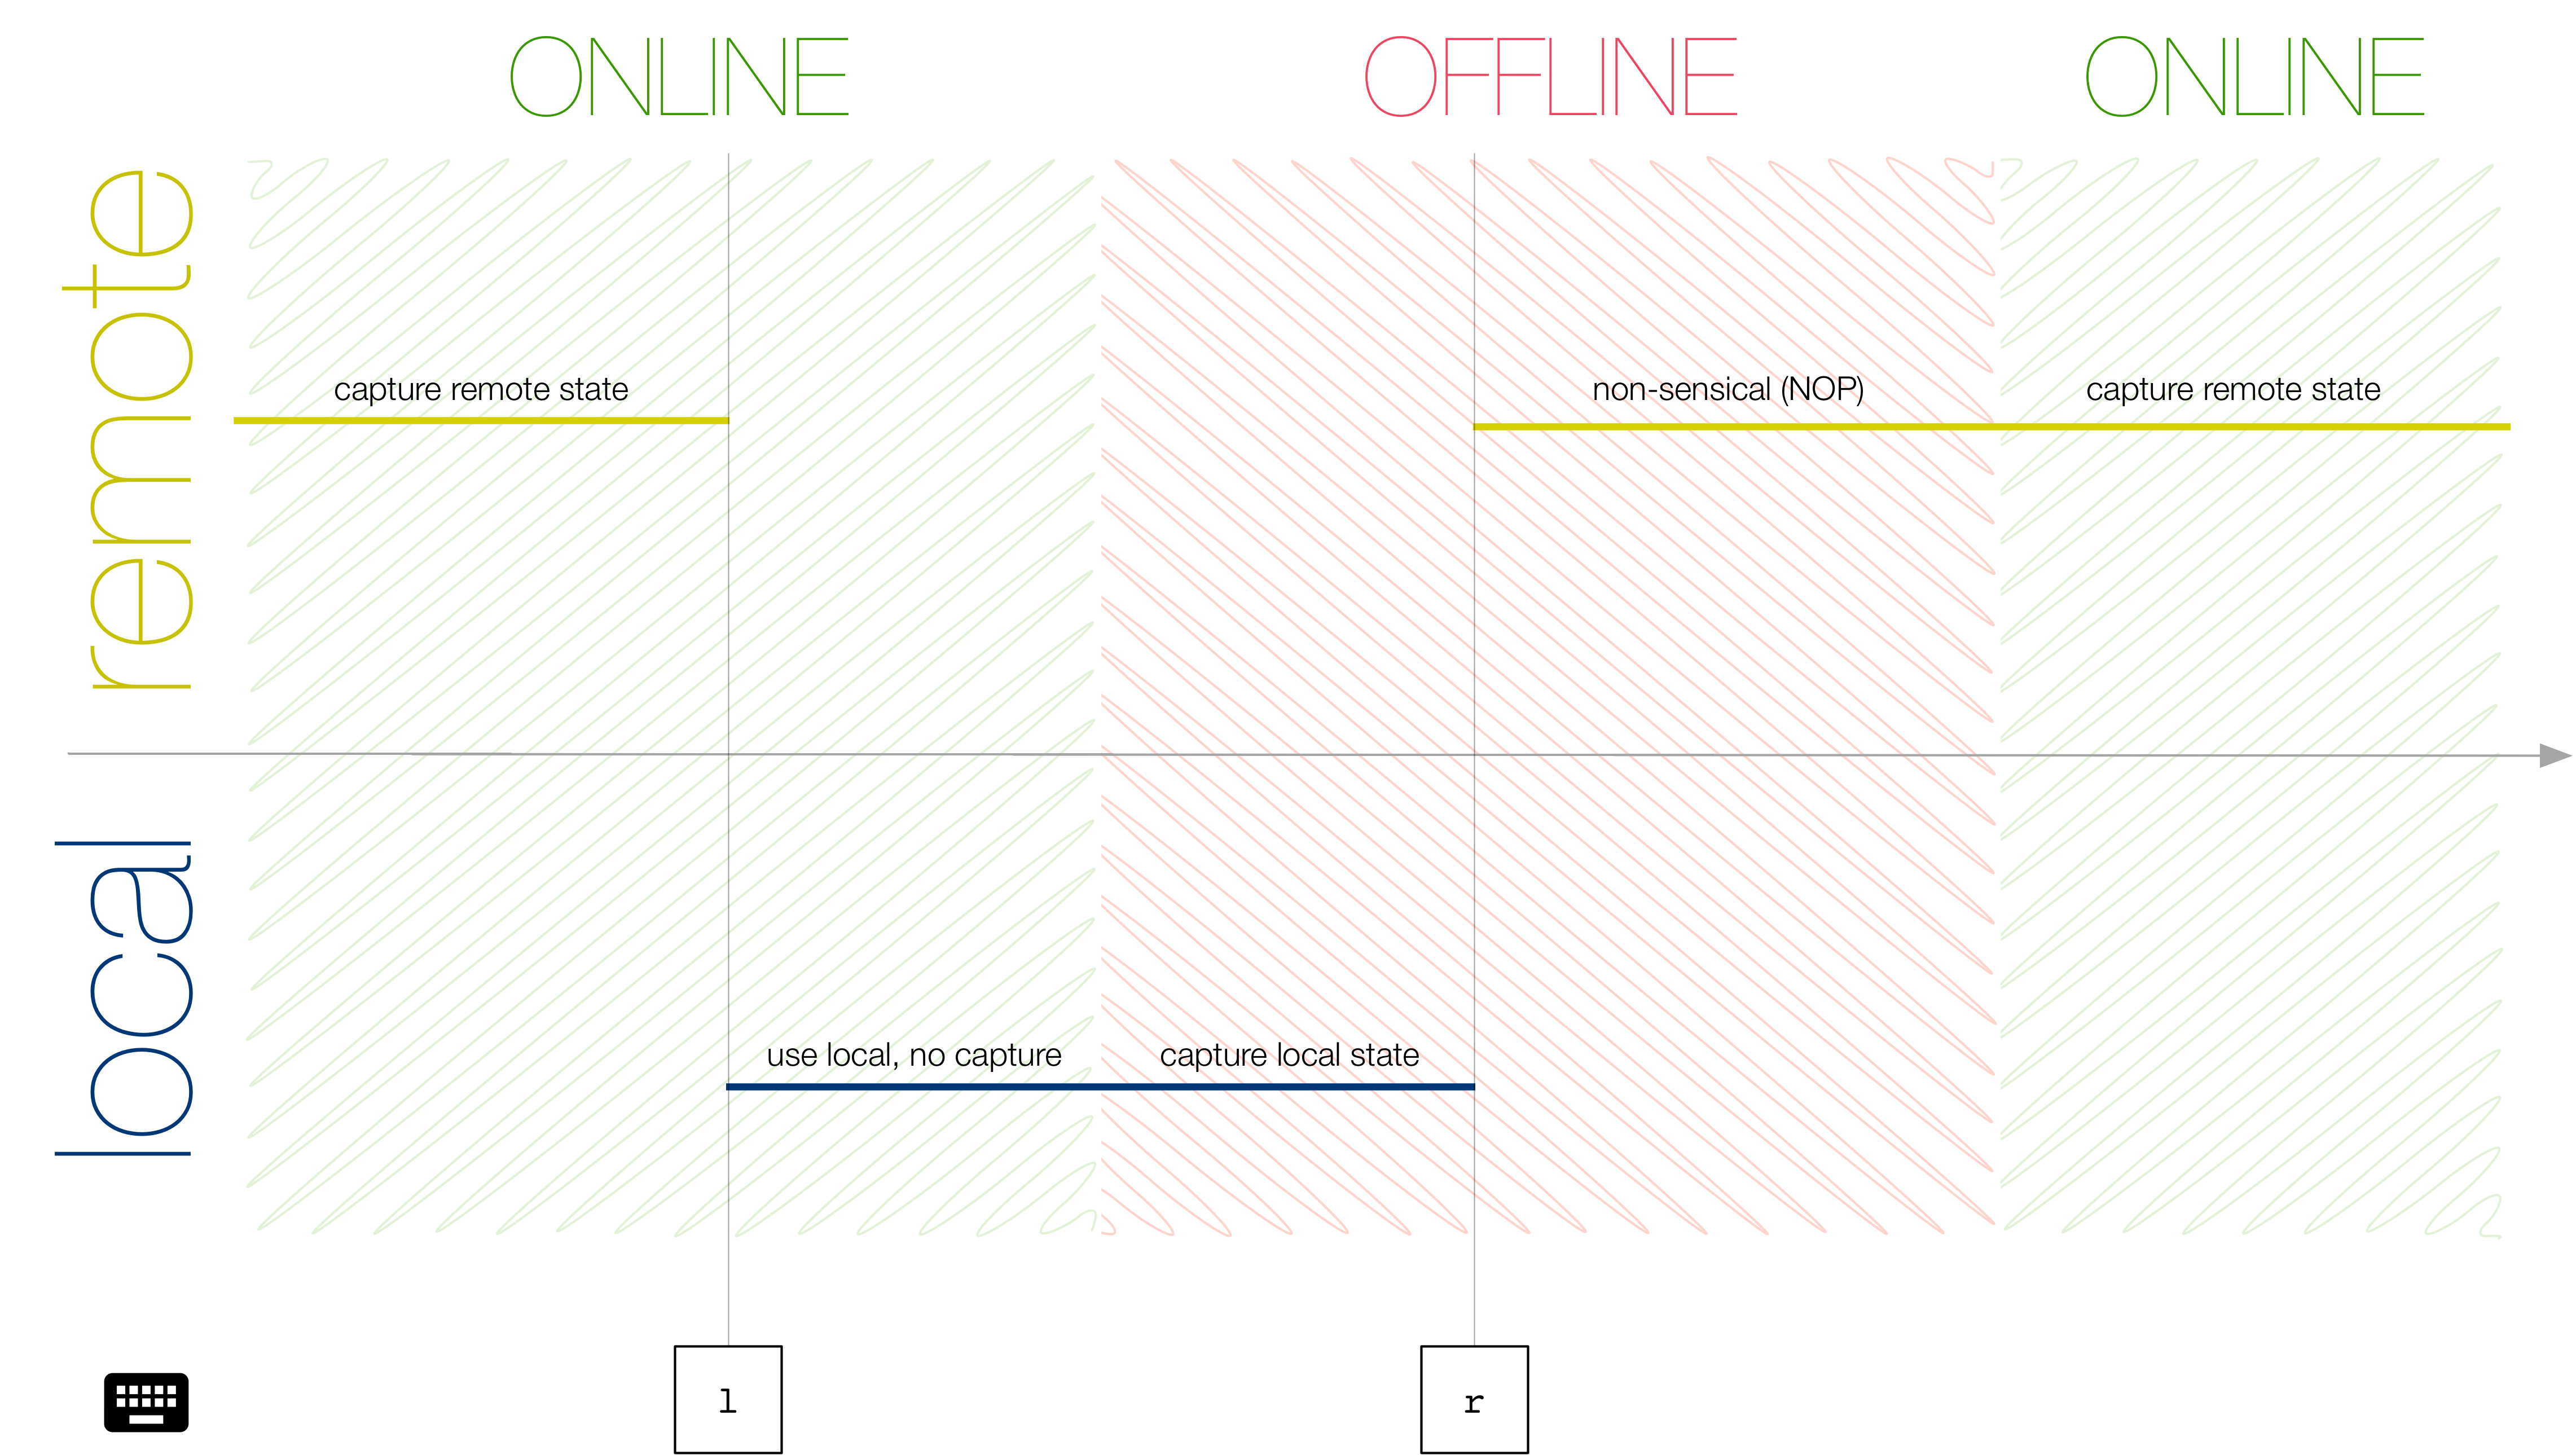 ONLINE
OFFLINE
ONLINE
remote
capture remote state
non-sensical (NOP)
capture remote state
local
use local, no capture
capture local state
l
r